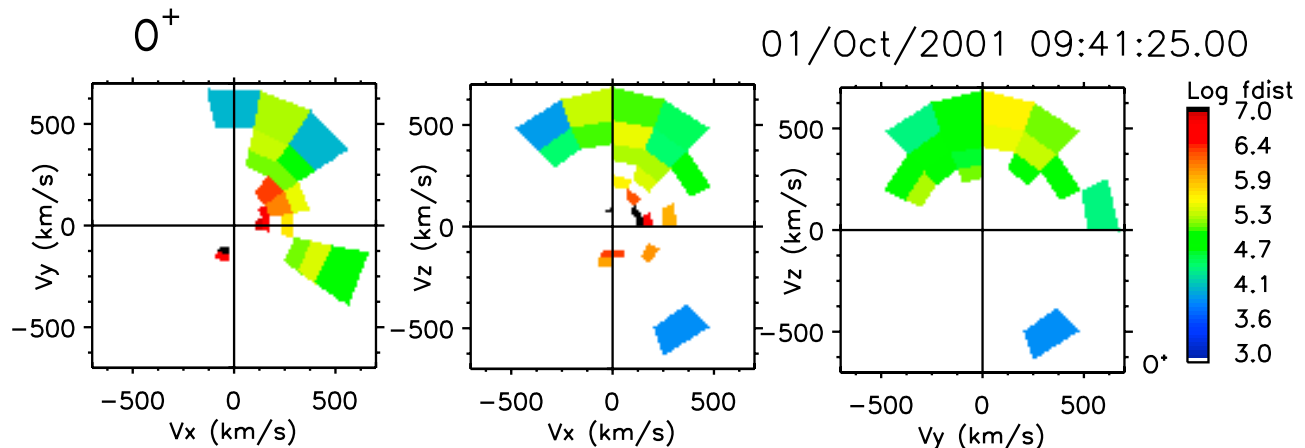 O⁺
01/Oct/2001 09:41:25.00
Log fdist
7.0
6.4
5.9
5.3
4.7
4.1
3.6
3.0
O⁺
Vy (km/s)
500
0
−500
−500 0 500
Vx (km/s)
Vz (km/s)
500
0
−500
−500 0 500
Vx (km/s)
Vz (km/s)
500
0
−500
−500 0 500
Vy (km/s)